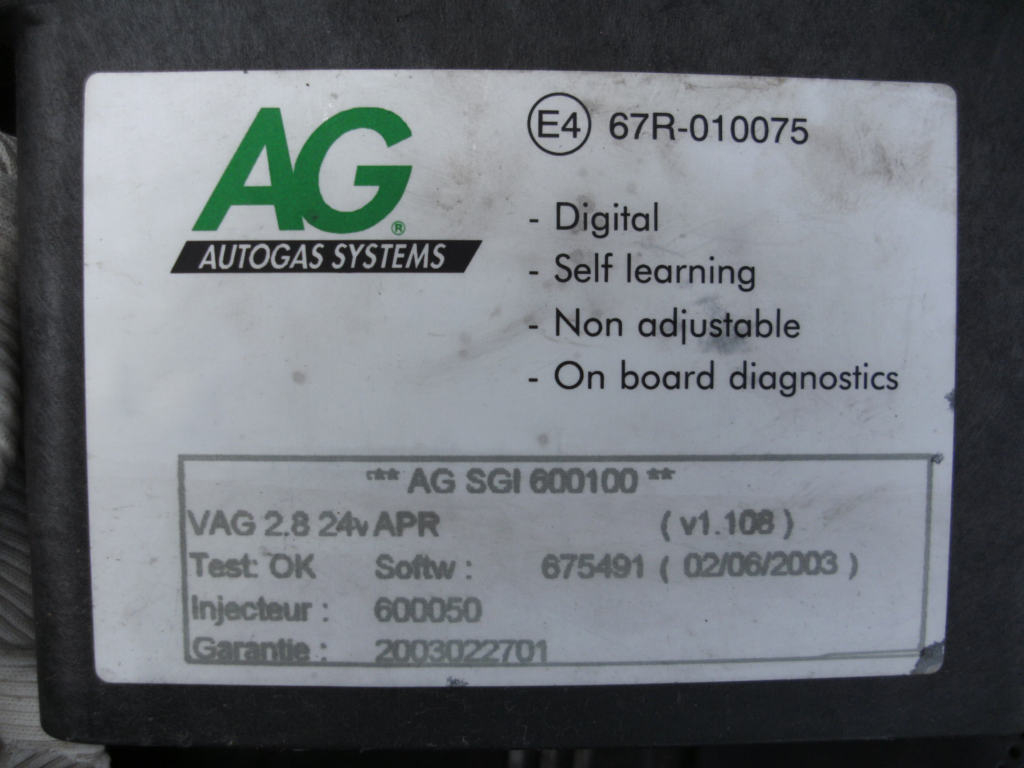 AG®
AUTOGAS SYSTEMS
E4 67R-010075
- Digital
- Self learning
- Non adjustable
- On board diagnostics
*** AG SGI 600100 **
VAG 2.8 24v APR ( v1.108 )
Test: OK Softw : 675491 ( 02/06/2003 )
Injecteur : 600050
Garantie : 2003022701